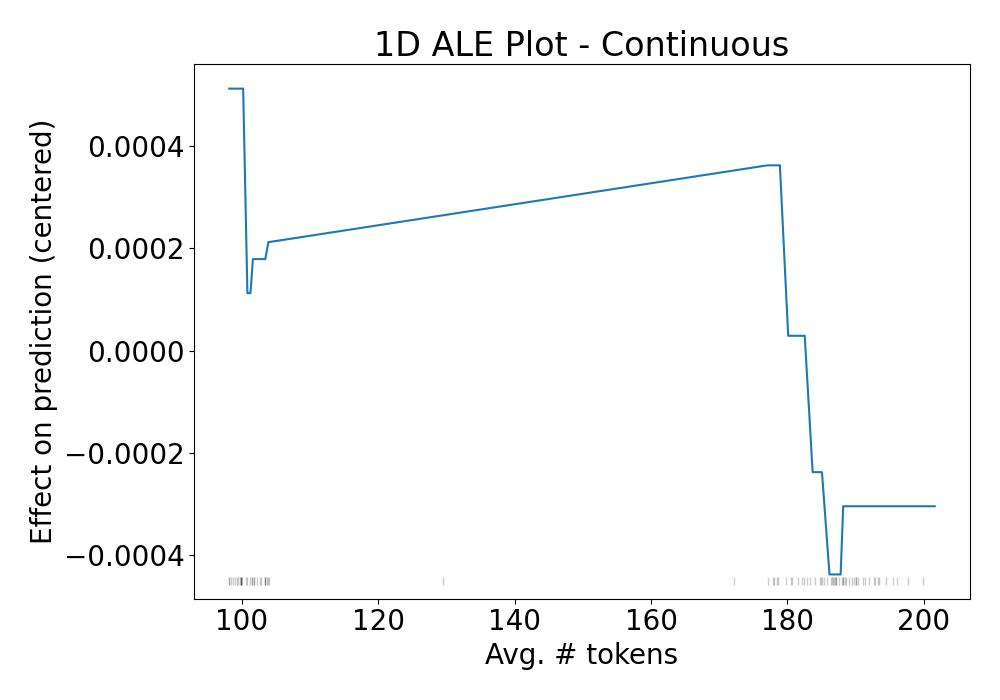 1D ALE Plot - Continuous
Effect on prediction (centered)
0.0004
0.0002
0.0000
−0.0002
−0.0004
100 120 140 160 180 200
Avg. # tokens